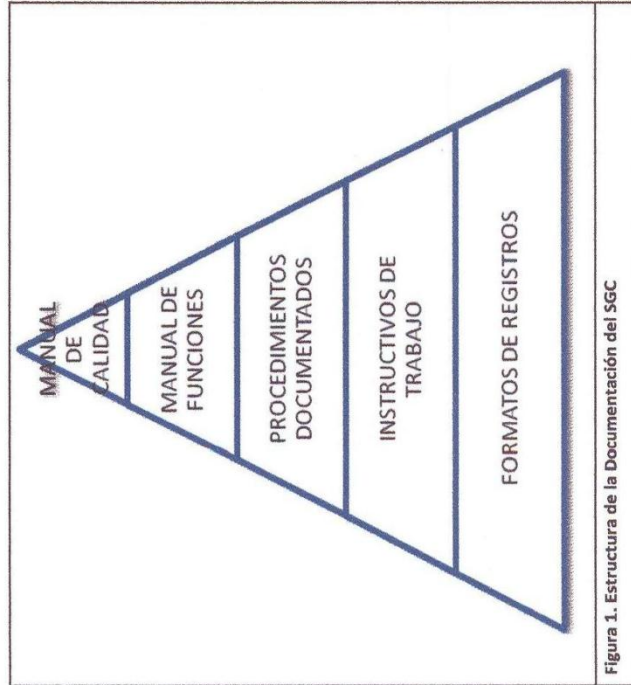 MANUAL
DE
CALIDAD
MANUAL DE
FUNCIONES
PROCEDIMIENTOS
DOCUMENTADOS
INSTRUCTIVOS DE
TRABAJO
FORMATOS DE REGISTROS
Figura 1. Estructura de la Documentación del SGC